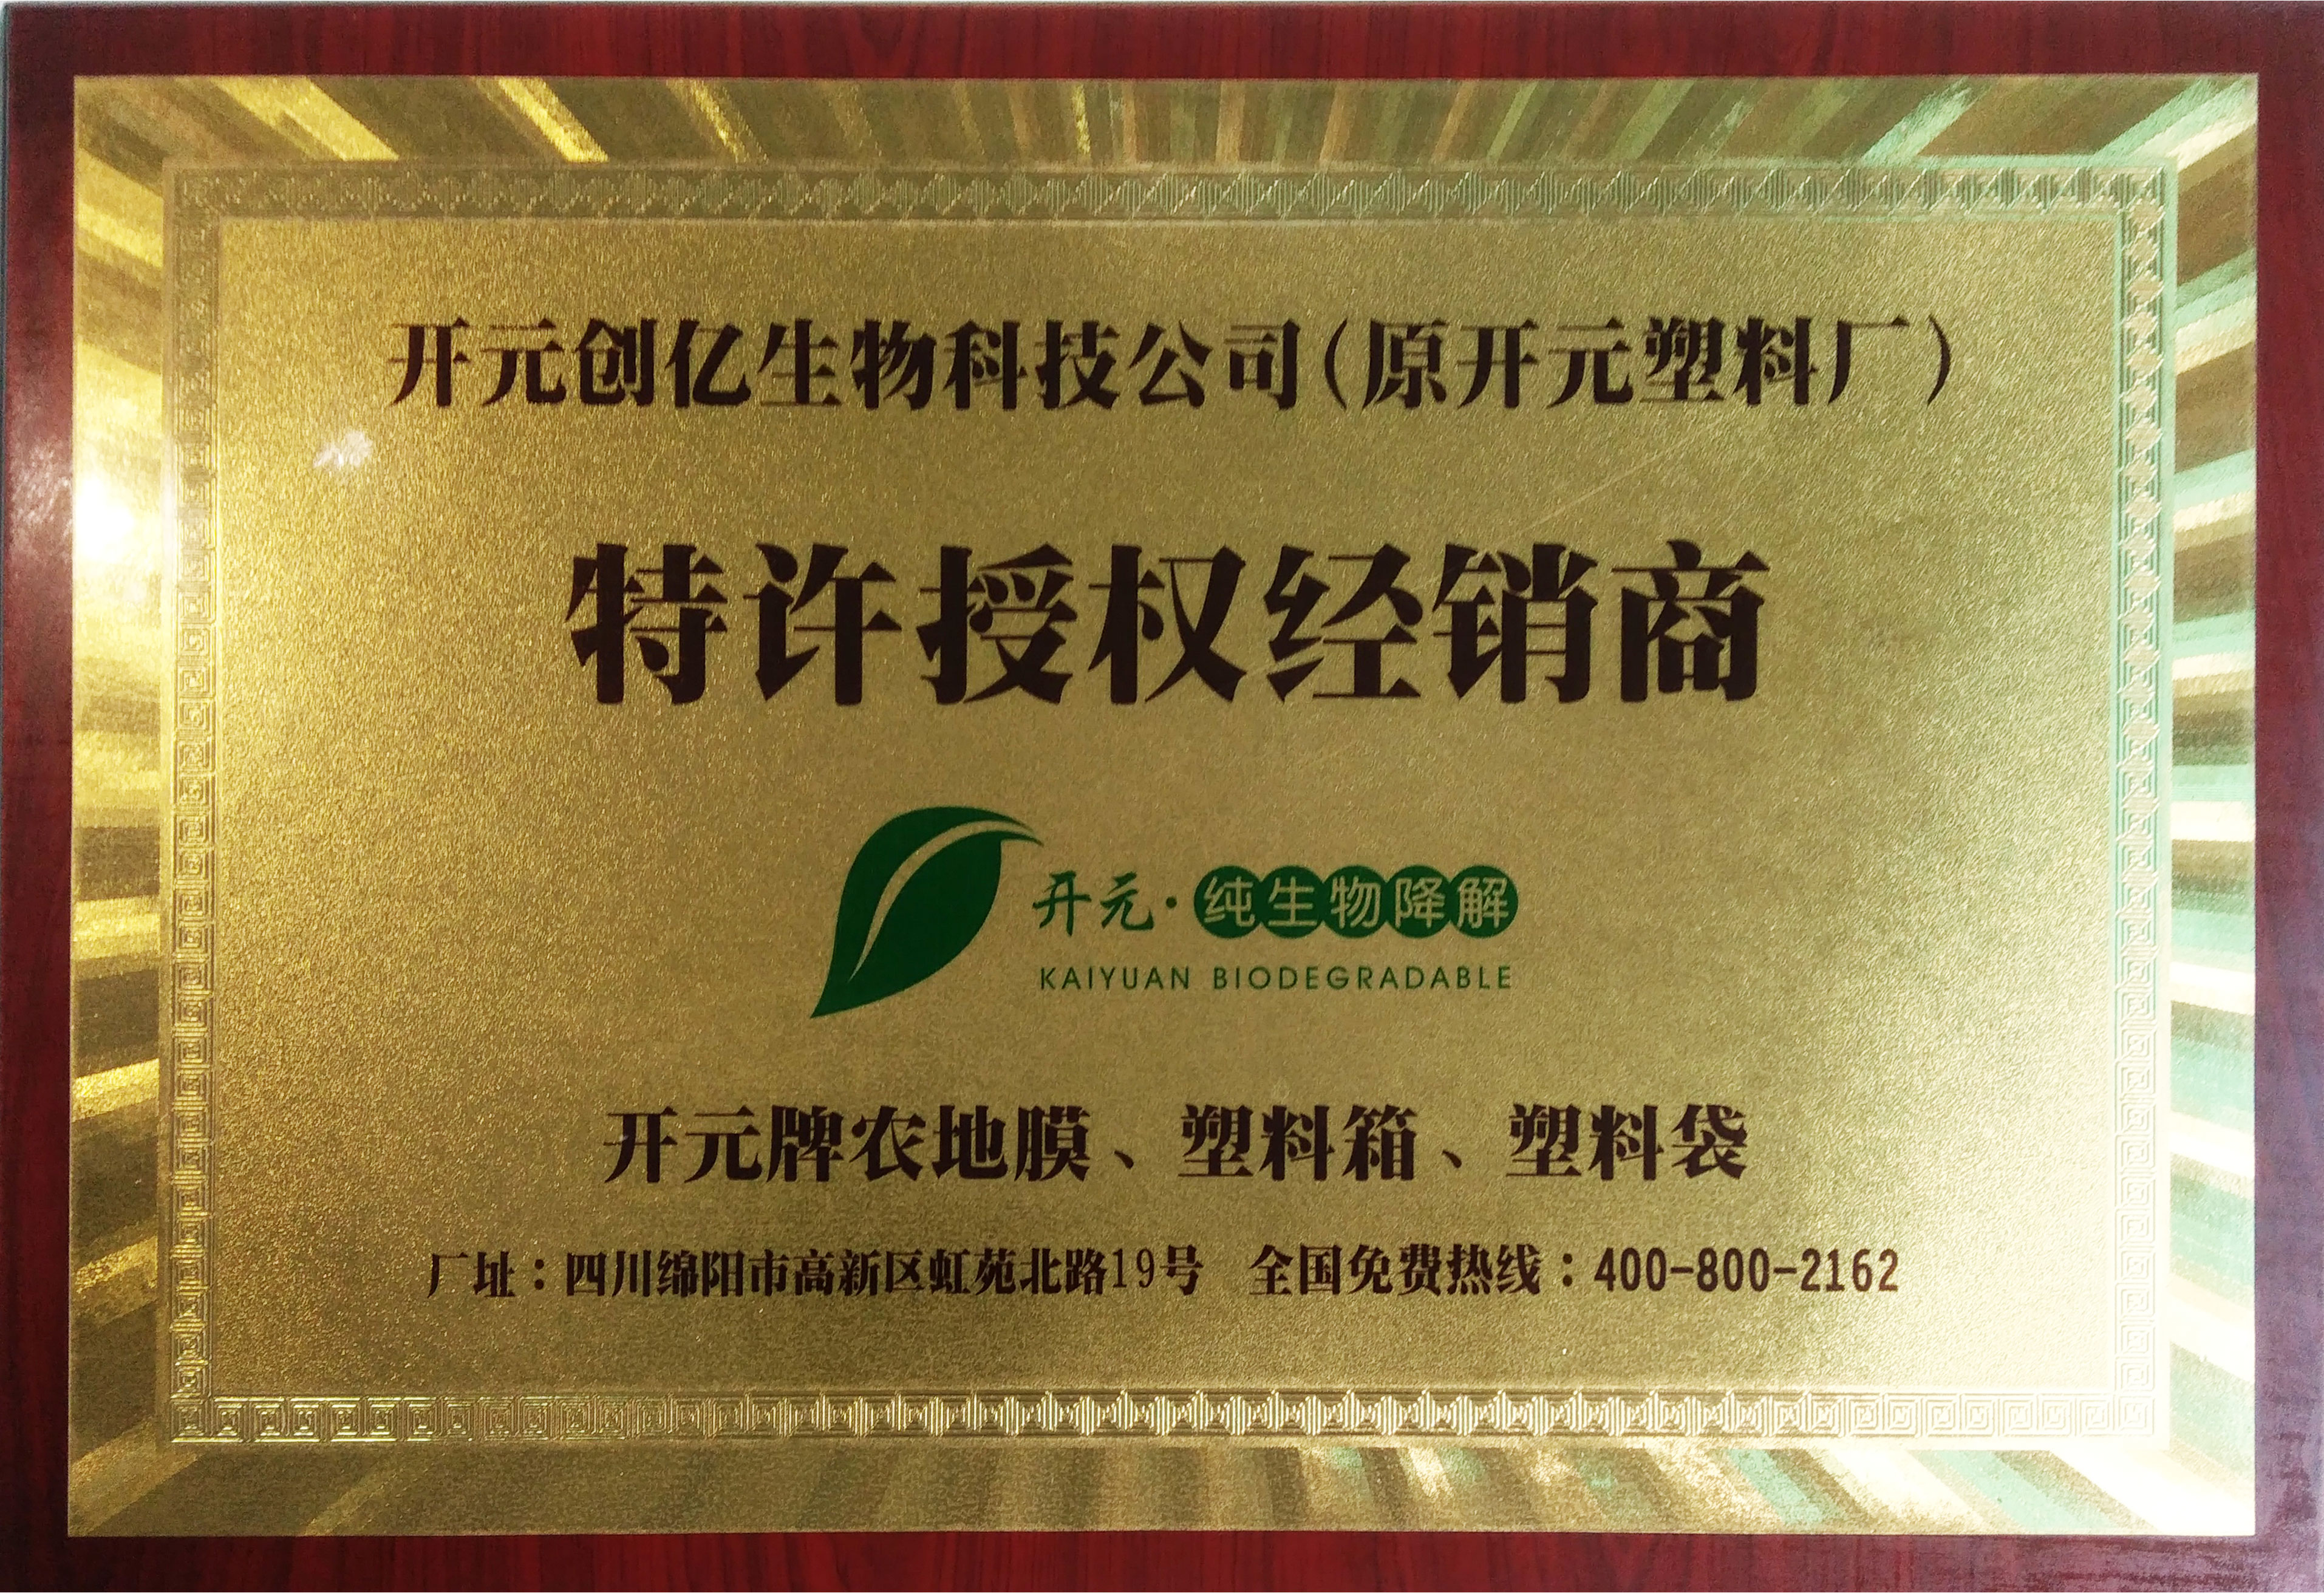 开元创亿生物科技公司(原开元塑料厂)
特许授权经销商
开元·纯生物降解
KAIYUAN BIODEGRADABLE
开元牌农地膜、塑料箱、塑料袋
厂址：四川绵阳市高新区虹苑北路19号 全国免费热线：400-800-2162